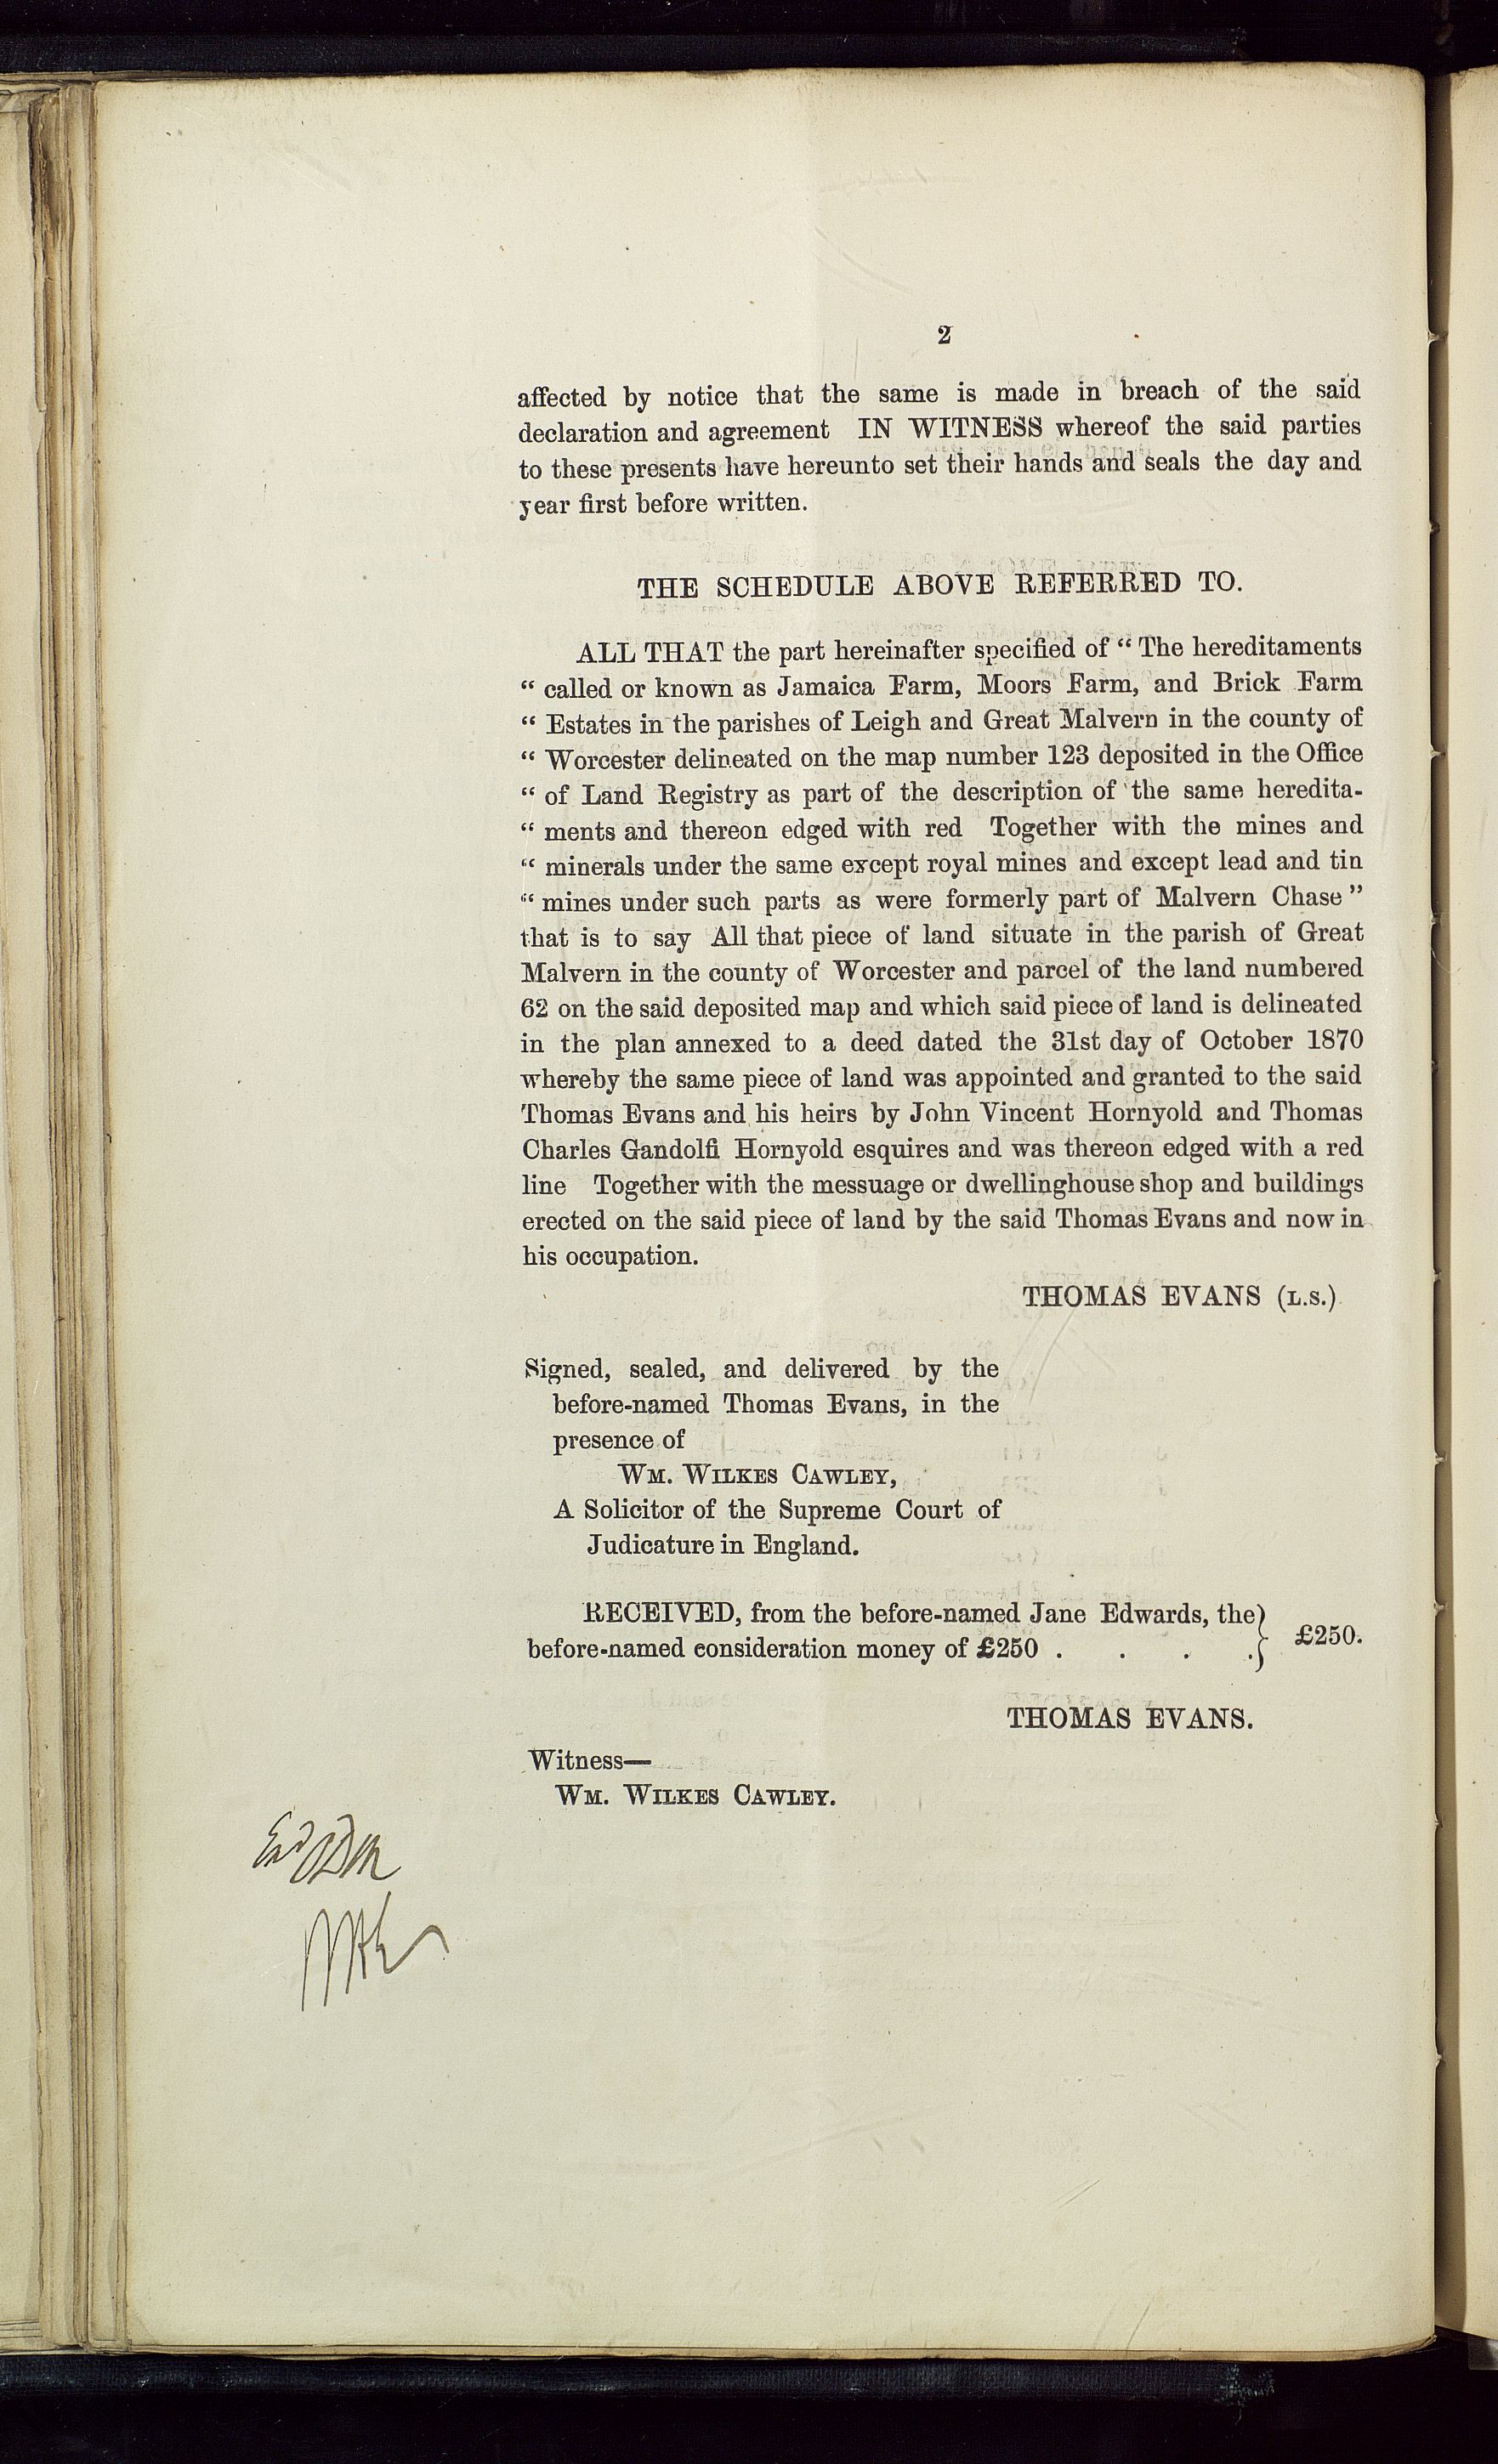 2
affected by notice that the same is made in breach of the said
declaration and agreement IN WITNESS whereof the said parties
to these presents have hereunto set their hands and seals the day and
year first before written.
THE SCHEDULE ABOVE REFERRED TO.
ALL THAT the part hereinafter specified of “ The hereditaments
“ called or known as Jamaica Farm, Moors Farm, and Brick Farm
“ Estates in the parishes of Leigh and Great Malvern in the county of
“ Worcester delineated on the map number 123 deposited in the Office
“ of Land Registry as part of the description of the same heredita-
“ ments and thereon edged with red Together with the mines and
“ minerals under the same except royal mines and except lead and tin
“ mines under such parts as were formerly part of Malvern Chase ”
that is to say All that piece of land situate in the parish of Great
Malvern in the county of Worcester and parcel of the land numbered
62 on the said deposited map and which said piece of land is delineated
in the plan annexed to a deed dated the 31st day of October 1870
whereby the same piece of land was appointed and granted to the said
Thomas Evans and his heirs by John Vincent Hornyold and Thomas
Charles Gandolfi Hornyold esquires and was thereon edged with a red
line Together with the messuage or dwellinghouse shop and buildings
erected on the said piece of land by the said Thomas Evans and now in
his occupation.
THOMAS EVANS (L.S.)
Signed, sealed, and delivered by the
before-named Thomas Evans, in the
presence of
WM. WILKES CAWLEY,
A Solicitor of the Supreme Court of
Judicature in England.
RECEIVED, from the before-named Jane Edwards, the
before-named consideration money of £250 . . . . } £250.
THOMAS EVANS.
Witness—
WM. WILKES CAWLEY.